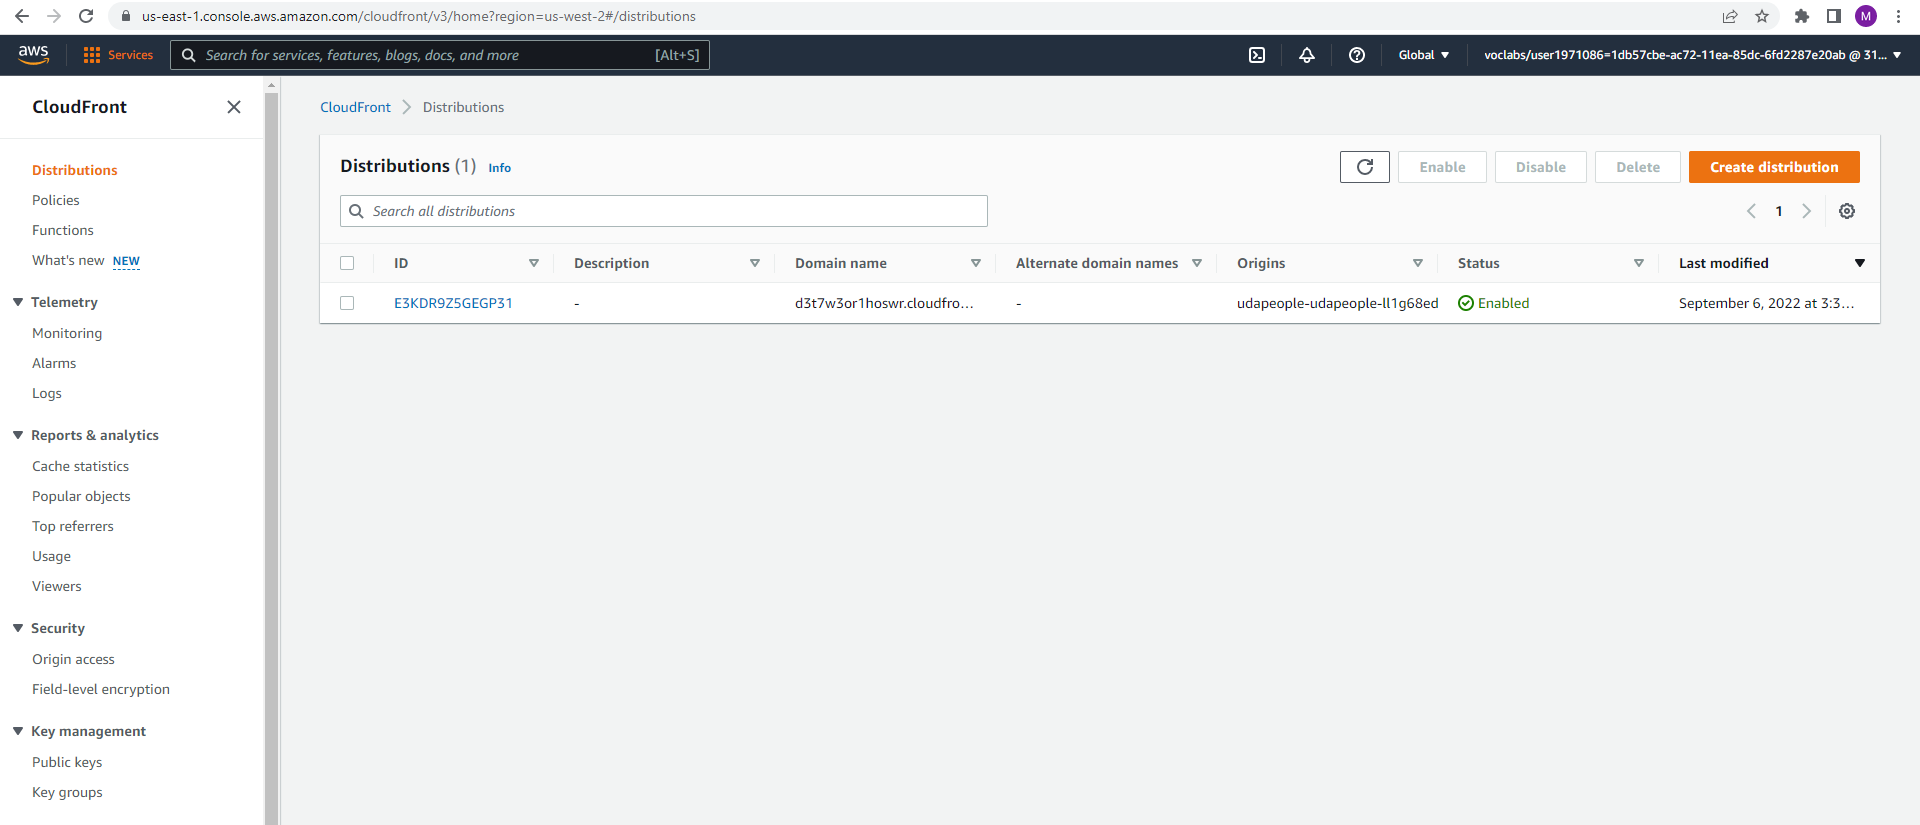 us-east-1.console.aws.amazon.com/cloudfront/v3/home?region=us-west-2#/distributions
M
aws
Services
Search for services, features, blogs, docs, and more
[Alt+S]
Global
voclabs/user1971086=1db57cbe-ac72-11ea-85dc-6fd2287e20ab @ 31...
CloudFront
Distributions
Policies
Functions
What's new NEW
Telemetry
Monitoring
Alarms
Logs
Reports & analytics
Cache statistics
Popular objects
Top referrers
Usage
Viewers
Security
Origin access
Field-level encryption
Key management
Public keys
Key groups
CloudFront Distributions
Distributions (1) Info
Enable Disable Delete Create distribution
Search all distributions
1
ID Description Domain name Alternate domain names Origins Status Last modified
E3KDR9Z5GEGP31 - d3t7w3or1hoswr.cloudfro... - udapeople-udapeople-ll1g68ed Enabled September 6, 2022 at 3:3...